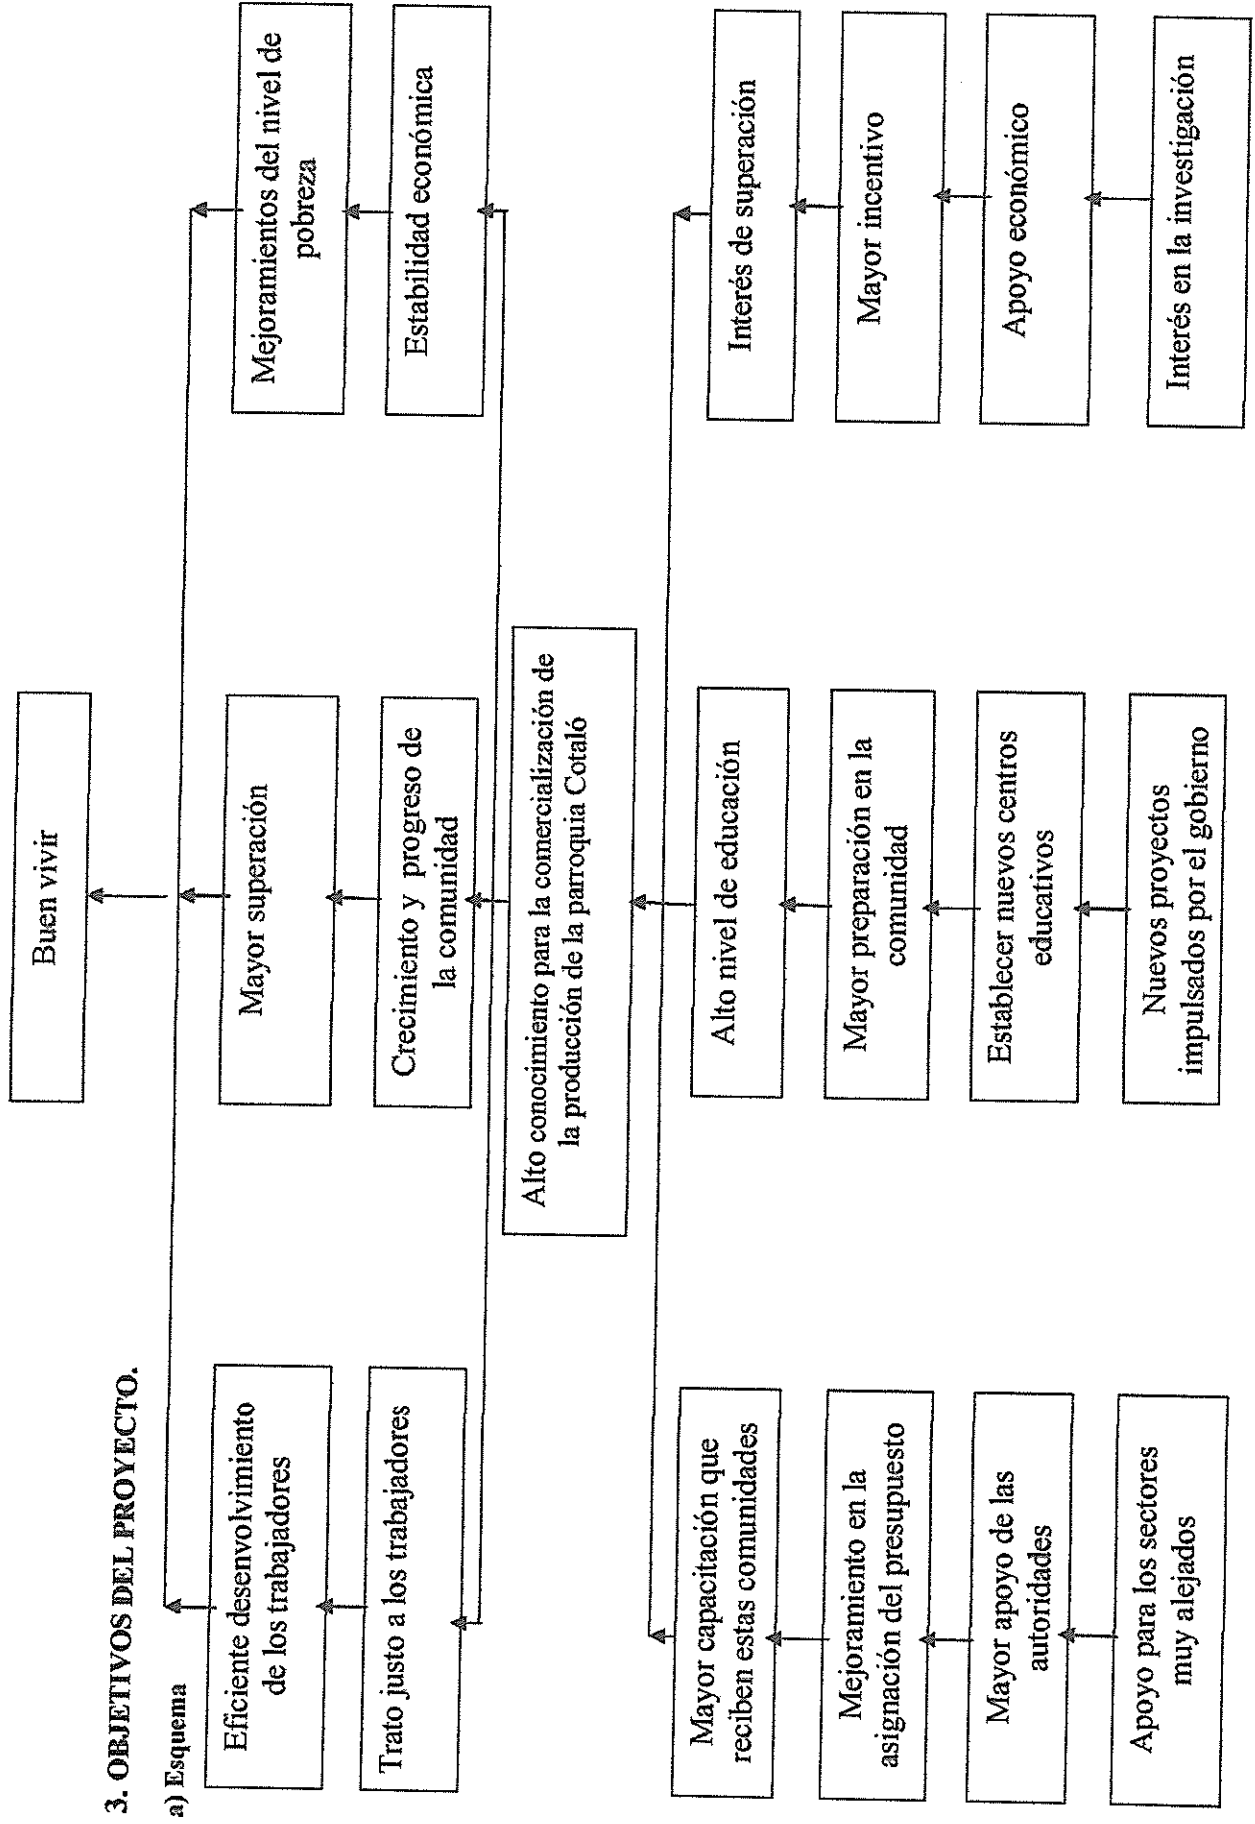 3. OBJETIVOS DEL PROYECTO.
a) Esquema
Buen vivir
Eficiente desenvolvimiento
de los trabajadores
Mayor superación
Mejoramientos del nivel de
pobreza
Trato justo a los trabajadores
Crecimiento y progreso de
la comunidad
Estabilidad económica
Alto conocimiento para la comercialización de
la producción de la parroquia Cotaló
Mayor capacitación que
reciben estas comunidades
Alto nivel de educación
Interés de superación
Mejoramiento en la
asignación del presupuesto
Mayor preparación en la
comunidad
Mayor incentivo
Mayor apoyo de las
autoridades
Establecer nuevos centros
educativos
Apoyo económico
Apoyo para los sectores
muy alejados
Nuevos proyectos
impulsados por el gobierno
Interés en la investigación